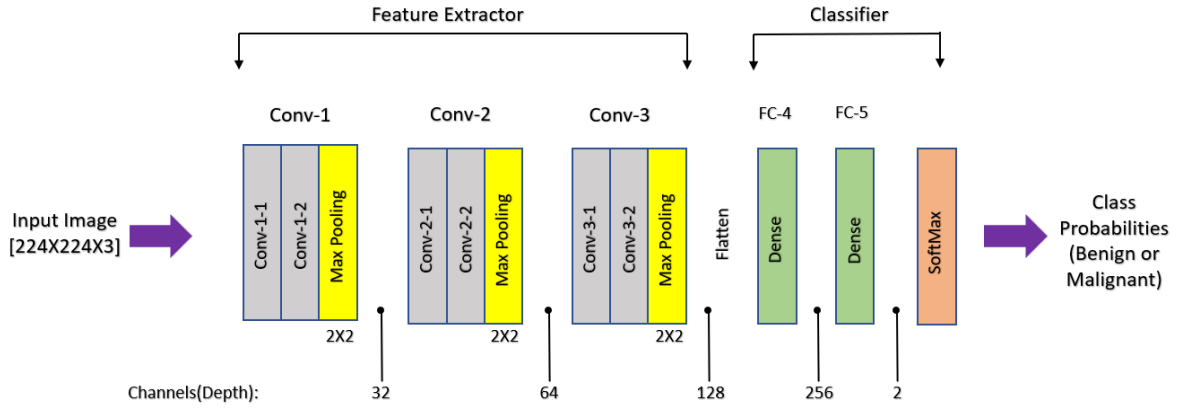 Feature Extractor
Classifier
Conv-1
Conv-2
Conv-3
FC-4
FC-5
Input Image
[224X224X3]
Conv-1-1
Conv-1-2
Max Pooling
2X2
Conv-2-1
Conv-2-2
Max Pooling
2X2
Conv-3-1
Conv-3-2
Max Pooling
2X2
Flatten
Dense
Dense
SoftMax
Class
Probabilities
(Benign or
Malignant)
Channels(Depth): 32 64 128 256 2